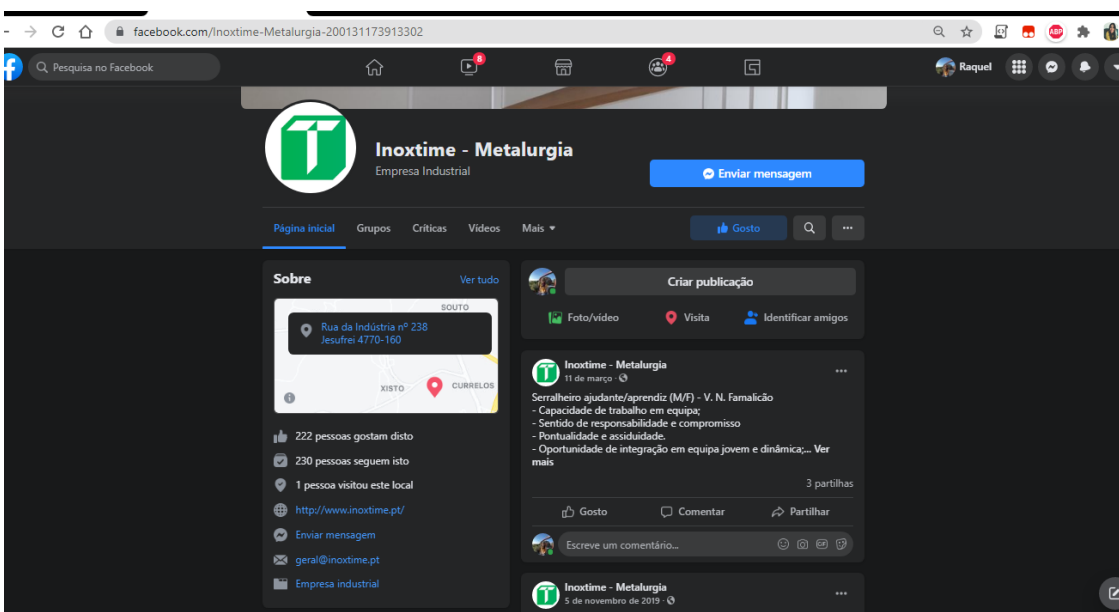 facebook.com/Inoxtime-Metalurgia-200131173913302
ABP
Pesquisa no Facebook
8
4
Raquel
Inoxtime - Metalurgia
Empresa Industrial
Enviar mensagem
Página inicial Grupos Críticas Vídeos Mais
Gosto
Sobre
Ver tudo
SOUTO
Rua da Indústria nº 238
Jesufrei 4770-160
XISTO
CURRELOS
222 pessoas gostam disto
230 pessoas seguem isto
1 pessoa visitou este local
http://www.inoxtime.pt/
Enviar mensagem
geral@inoxtime.pt
Empresa industrial
Criar publicação
Foto/vídeo Visita Identificar amigos
Inoxtime - Metalurgia
11 de março ·
Serralheiro ajudante/aprendiz (M/F) - V. N. Famalicão
- Capacidade de trabalho em equipa;
- Sentido de responsabilidade e compromisso
- Pontualidade e assiduidade.
- Oportunidade de integração em equipa jovem e dinâmica;... Ver
mais
3 partilhas
Gosto Comentar Partilhar
Escreve um comentário...
GIF
Inoxtime - Metalurgia
5 de novembro de 2019 ·